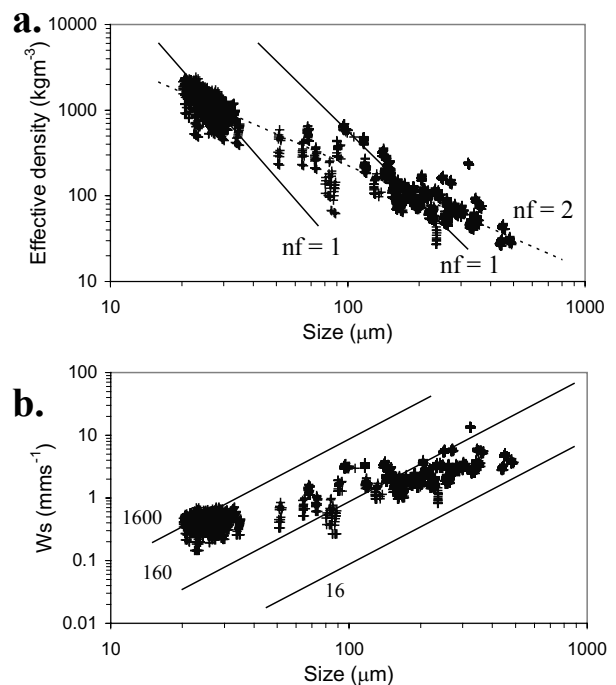 a.
10000
1000
100
10
Effective density (kgm-3)
nf = 1
nf = 1
nf = 2
10 100 1000
Size (μm)
b.
100
10
1
0.1
0.01
Ws (mms-1)
1600
160
16
10 100 1000
Size (μm)